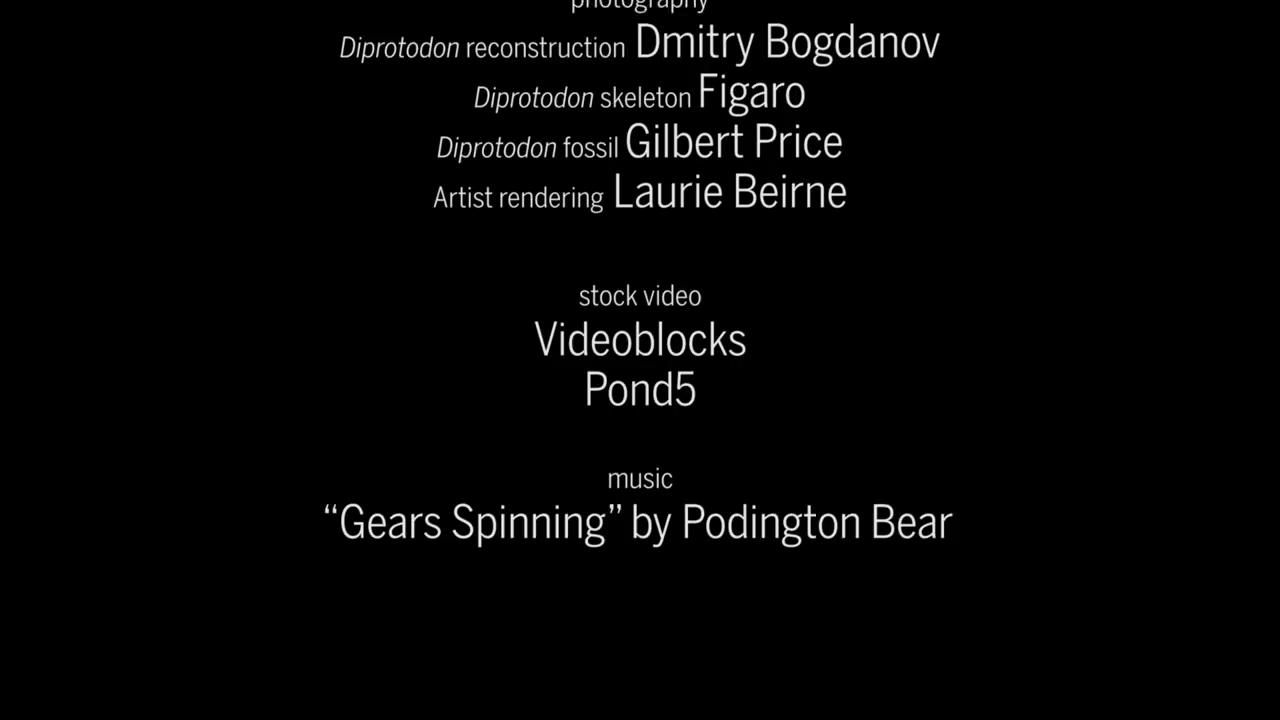 photography
Diprotodon reconstruction Dmitry Bogdanov
Diprotodon skeleton Figaro
Diprotodon fossil Gilbert Price
Artist rendering Laurie Beirne
stock video
Videoblocks
Pond5
music
“Gears Spinning” by Podington Bear